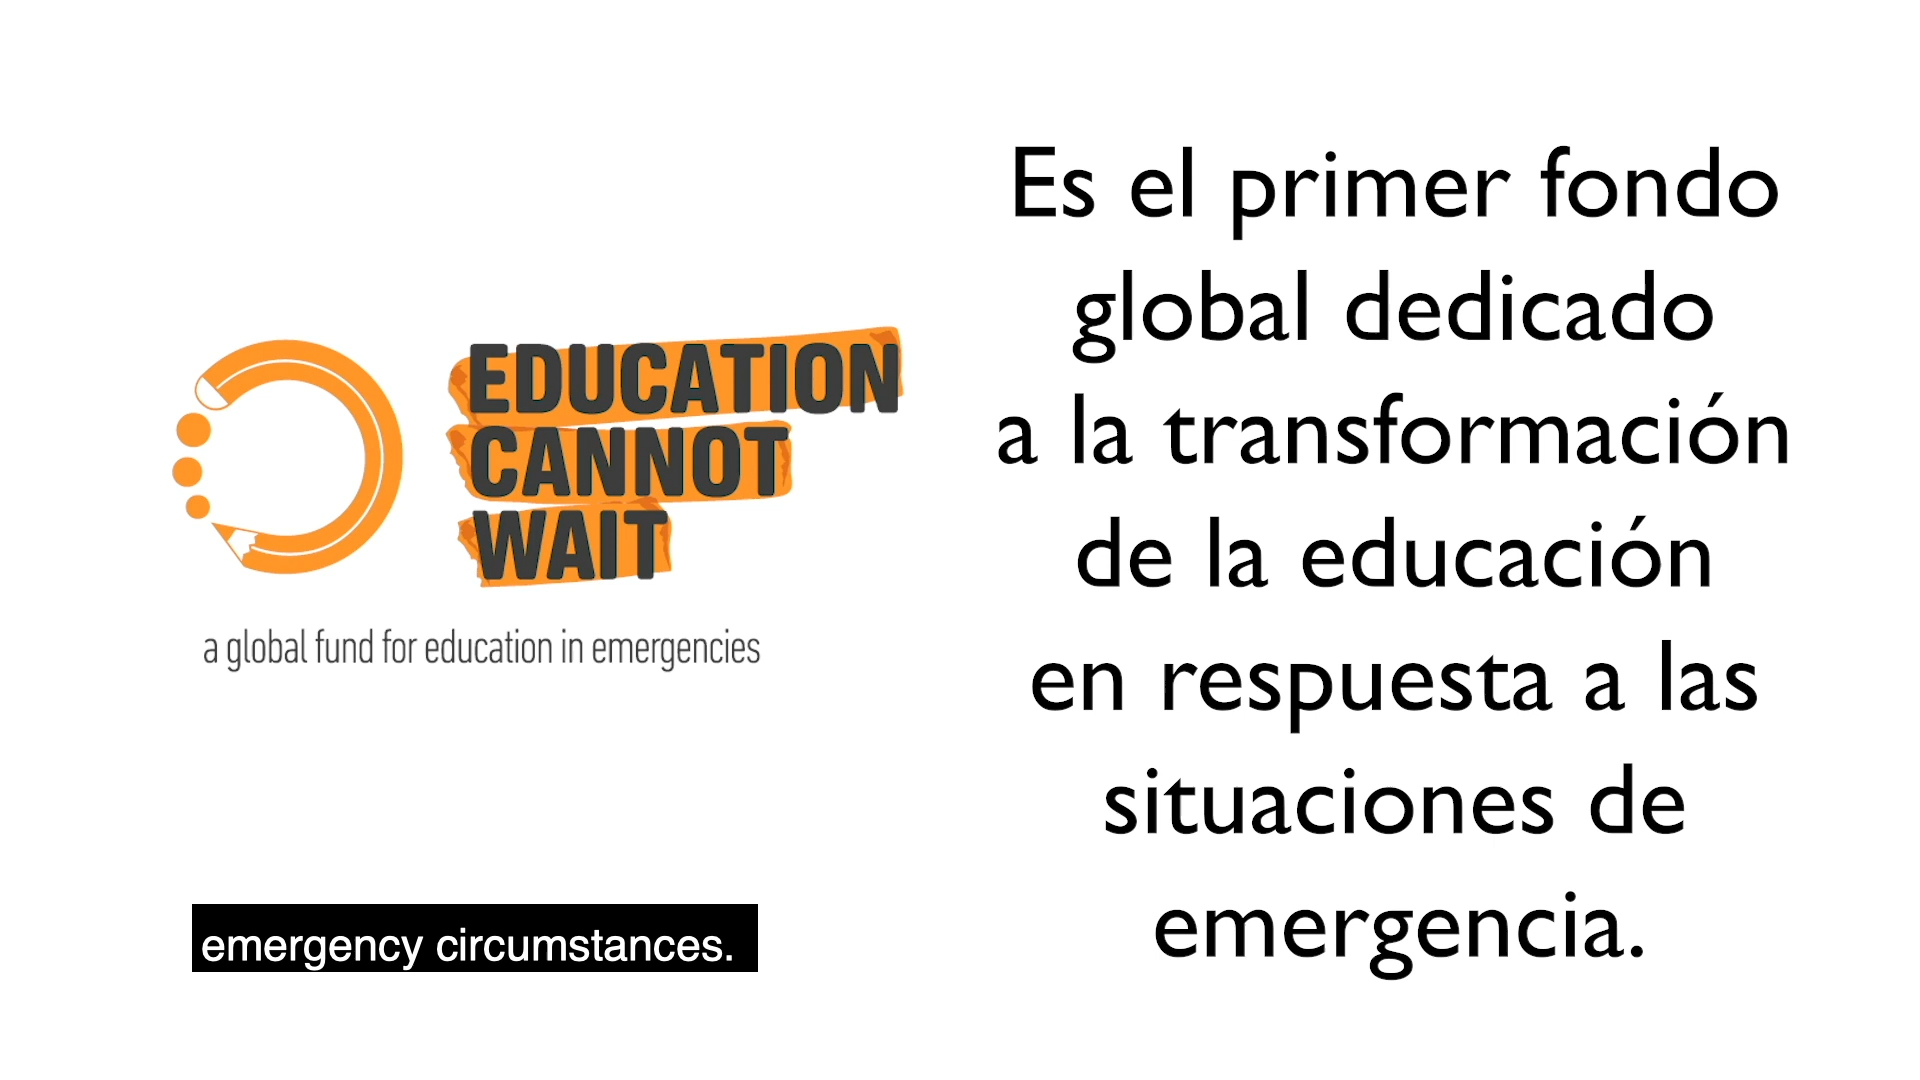 EDUCATION
CANNOT
WAIT
a global fund for education in emergencies
Es el primer fondo
global dedicado
a la transformación
de la educación
en respuesta a las
situaciones de
emergencia.
emergency circumstances.